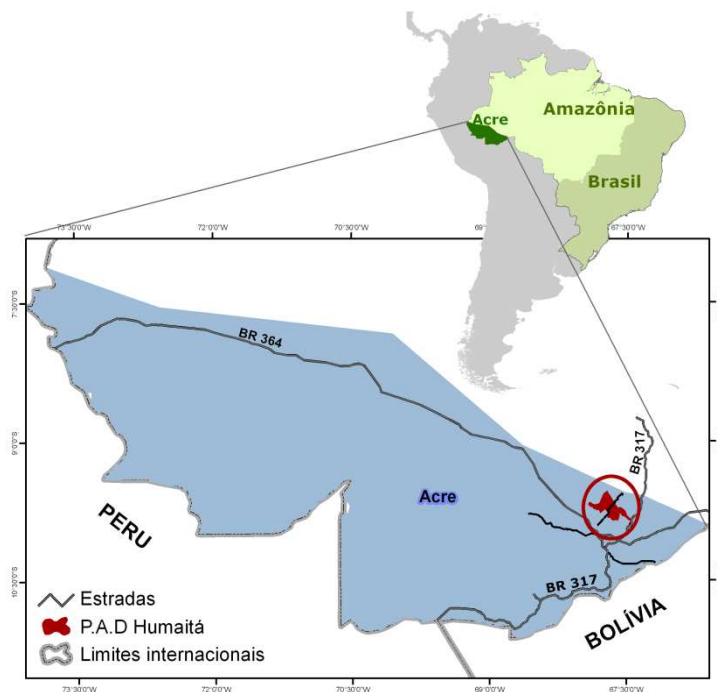 Amazônia
Acre
Brasil
73°30'0"W
72°0'0"W
70°30'0"W
69°0'0"W
67°30'0"W
7°30'0"S
BR 364
BR 317
9°0'0"S
Acre
PERU
10°30'0"S
BR 317
BOLÍVIA
Estradas
P.A.D Humaitá
Limites internacionais
73°30'0"W
72°0'0"W
70°30'0"W
69°0'0"W
67°30'0"W